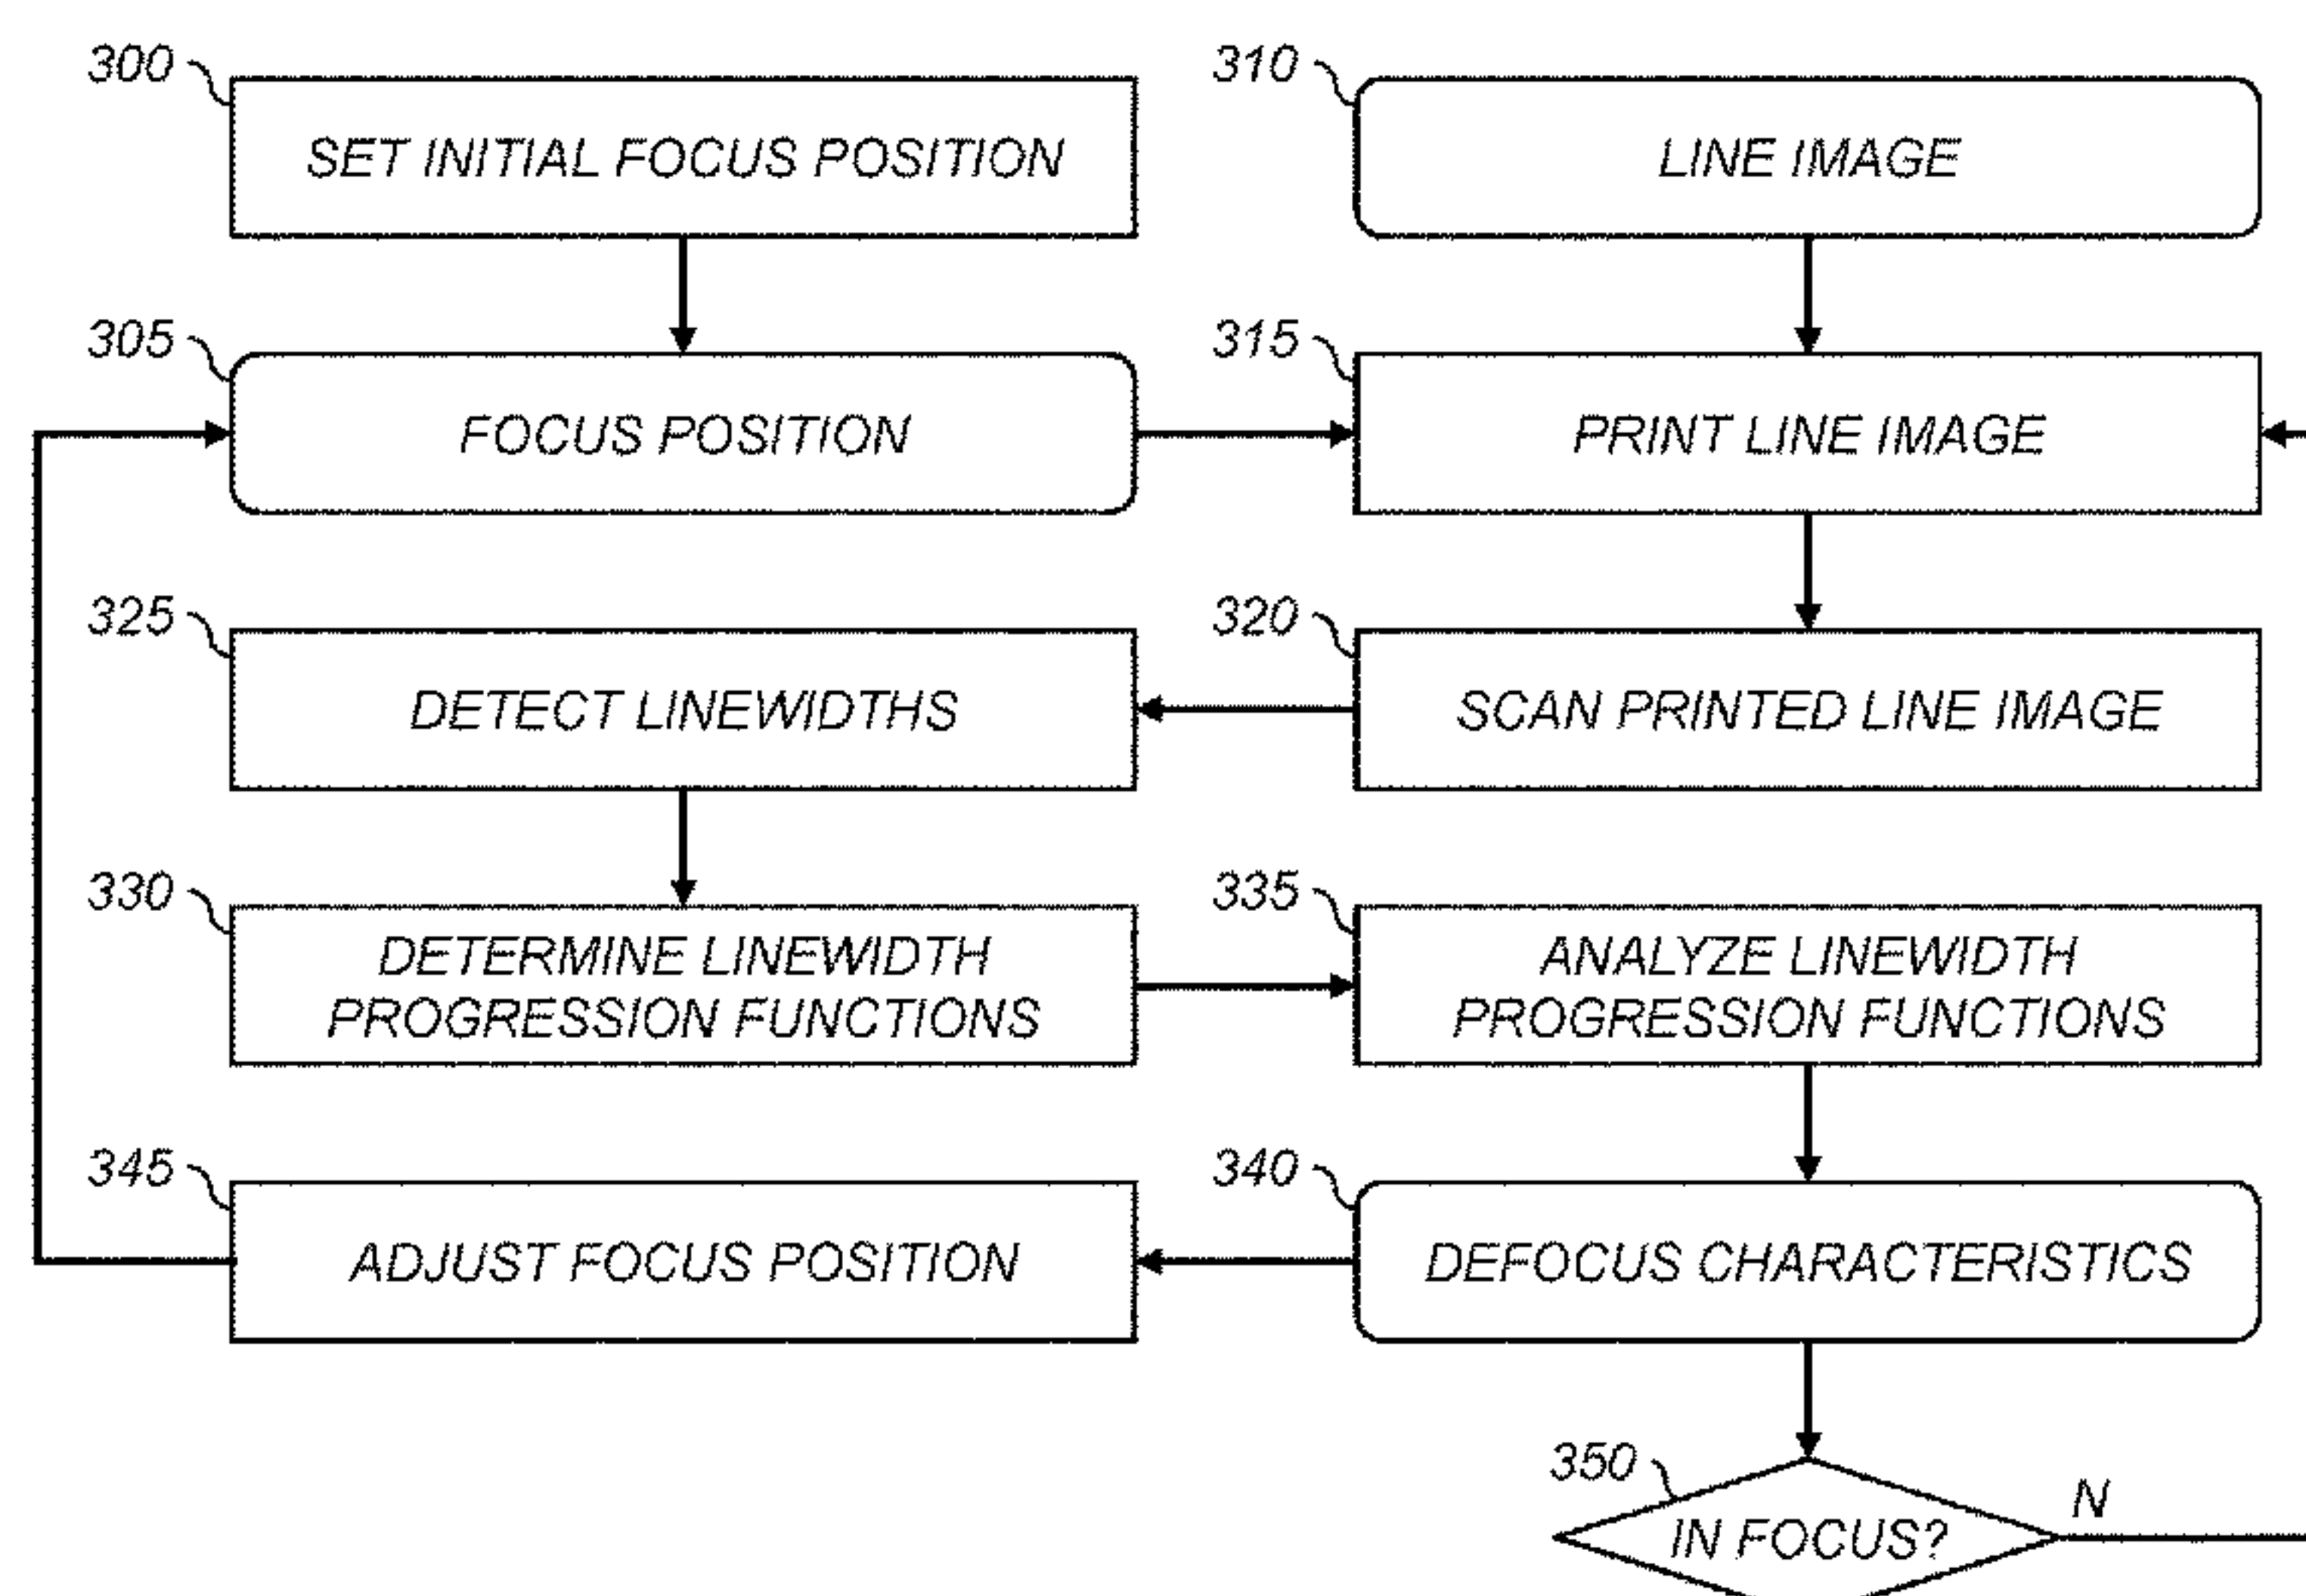 300
SET INITIAL FOCUS POSITION
310
LINE IMAGE
305
FOCUS POSITION
315
PRINT LINE IMAGE
325
DETECT LINEWIDTHS
320
SCAN PRINTED LINE IMAGE
330
DETERMINE LINEWIDTH
PROGRESSION FUNCTIONS
335
ANALYZE LINEWIDTH
PROGRESSION FUNCTIONS
345
ADJUST FOCUS POSITION
340
DEFOCUS CHARACTERISTICS
350
IN FOCUS?
N